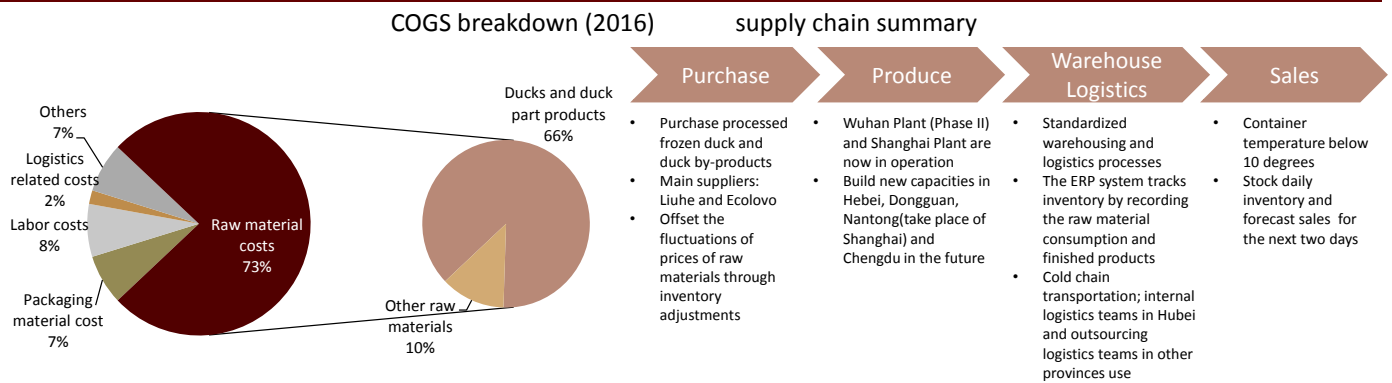 COGS breakdown (2016)
supply chain summary
Others
7%
Logistics
related costs
2%
Labor costs
8%
Packaging
material cost
7%
Raw material
costs
73%
Ducks and duck
part products
66%
Other raw
materials
10%
Purchase
• Purchase processed
frozen duck and
duck by-products
• Main suppliers:
Liuhe and Ecolovo
• Offset the
fluctuations of
prices of raw
materials through
inventory
adjustments
Produce
• Wuhan Plant (Phase II)
and Shanghai Plant are
now in operation
• Build new capacities in
Hebei, Dongguan,
Nantong(take place of
Shanghai) and
Chengdu in the future
Warehouse
Logistics
• Standardized
warehousing and
logistics processes
• The ERP system tracks
inventory by recording
the raw material
consumption and
finished products
• Cold chain
transportation; internal
logistics teams in Hubei
and outsourcing
logistics teams in other
provinces use
Sales
• Container
temperature below
10 degrees
• Stock daily
inventory and
forecast sales for
the next two days